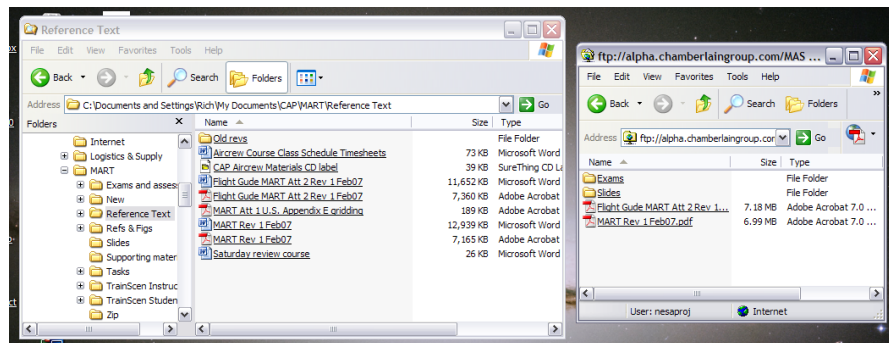 Reference Text
File Edit View Favorites Tools Help
Back Search Folders
Address C:\Documents and Settings\Rich\My Documents\CAP\MART\Reference Text Go
Folders X
Internet
Logistics & Supply
MART
Exams and asses
New
Reference Text
Refs & Figs
Slides
Supporting mater
Tasks
TrainScen Instruc
TrainScen Studen
Zip
Name Size Type
Old revs File Folder
Aircrew Course Class Schedule Timesheets 73 KB Microsoft Word
CAP Aircrew Materials CD label 39 KB SureThing CD La
Flight Gude MART Att 2 Rev 1 Feb07 11,652 KB Microsoft Word
Flight Gude MART Att 2 Rev 1 Feb07 7,360 KB Adobe Acrobat
MART Att 1 U.S. Appendix E gridding 189 KB Adobe Acrobat
MART Rev 1 Feb07 12,939 KB Microsoft Word
MART Rev 1 Feb07 7,165 KB Adobe Acrobat
Saturday review course 26 KB Microsoft Word
ftp://alpha.chamberlaingroup.com/MAS ...
File Edit View Favorites Tools Help
Back Search Folders »
Address ftp://alpha.chamberlaingroup.cor Go
Name Size Type
Exams File Folder
Slides File Folder
Flight Gude MART Att 2 Rev 1... 7.18 MB Adobe Acrobat 7.0 ...
MART Rev 1 Feb07.pdf 6.99 MB Adobe Acrobat 7.0 ...
User: nesaproj Internet